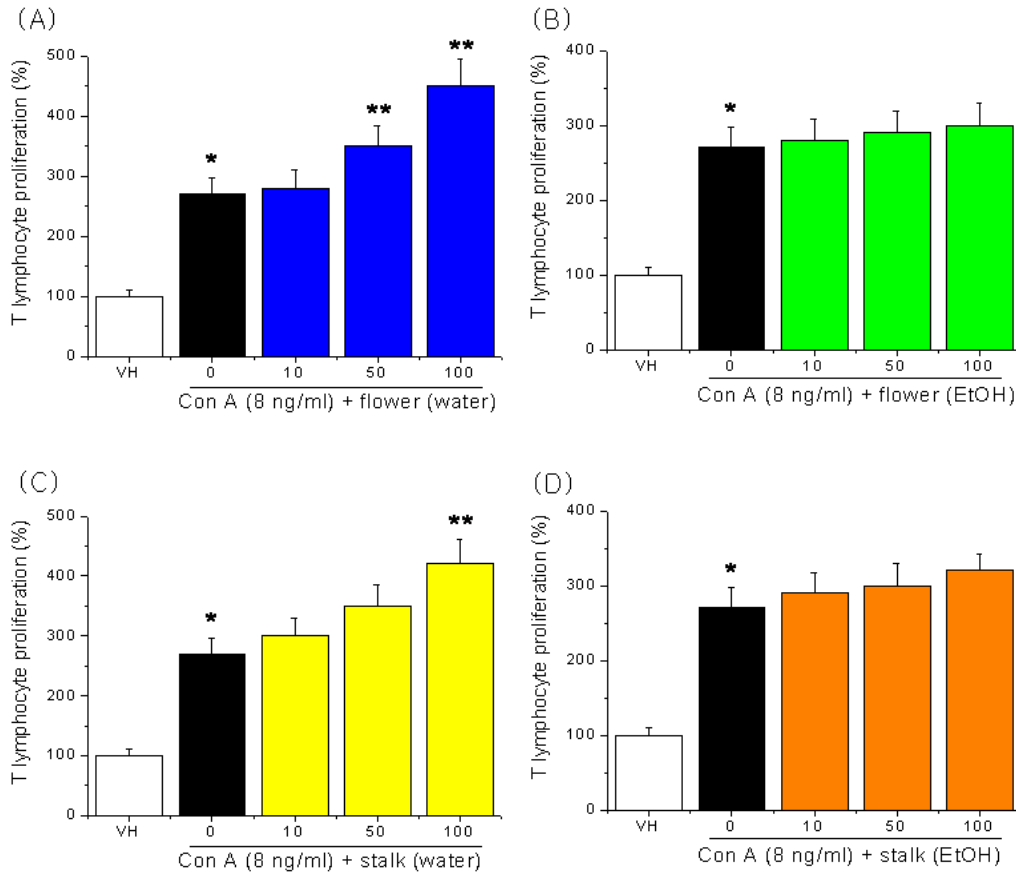 (A)
T lymphocyte proliferation (%)
500
400
300
200
100
0
*
**
**
VH 0 10 50 100
Con A (8 ng/ml) + flower (water)
(B)
T lymphocyte proliferation (%)
400
300
200
100
0
*
VH 0 10 50 100
Con A (8 ng/ml) + flower (EtOH)
(C)
T lymphocyte proliferation (%)
500
400
300
200
100
0
*
**
VH 0 10 50 100
Con A (8 ng/ml) + stalk (water)
(D)
T lymphocyte proliferation (%)
400
300
200
100
0
*
VH 0 10 50 100
Con A (8 ng/ml) + stalk (EtOH)